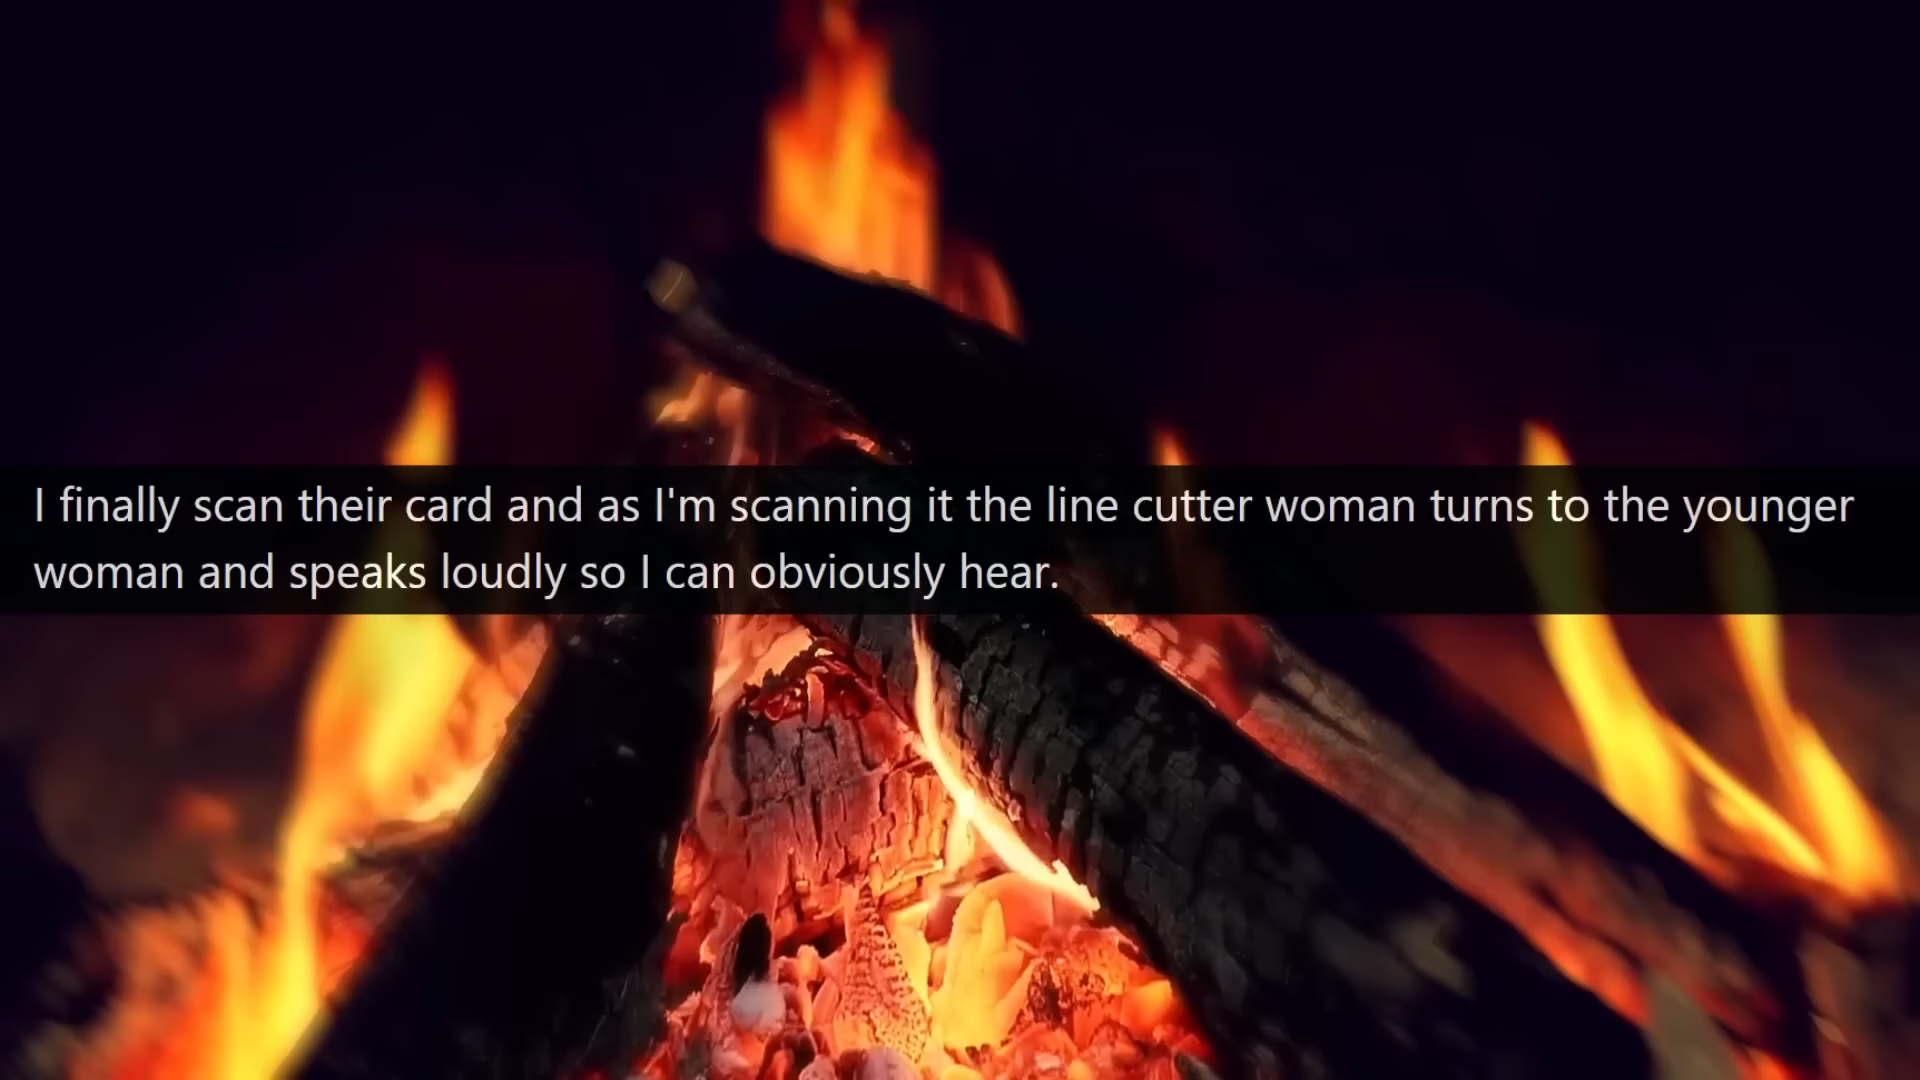 I finally scan their card and as I'm scanning it the line cutter woman turns to the younger
woman and speaks loudly so I can obviously hear.